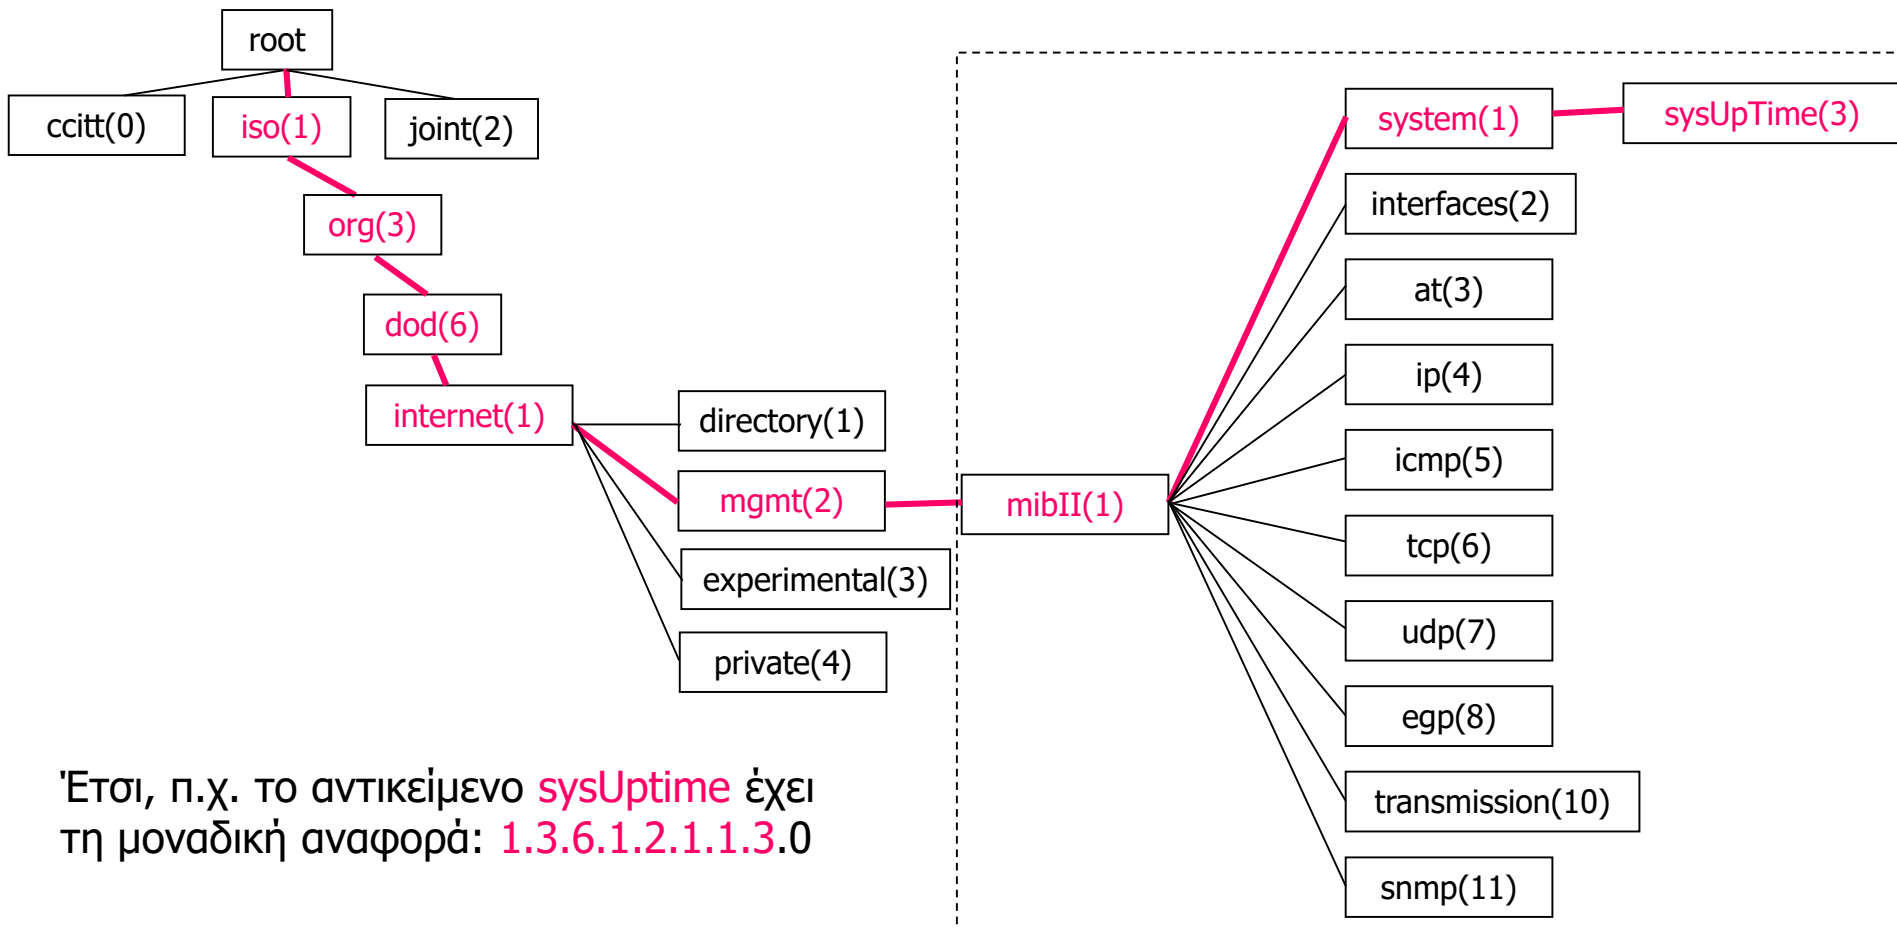 root
ccitt(0)
iso(1)
joint(2)
org(3)
dod(6)
internet(1)
directory(1)
mgmt(2)
experimental(3)
private(4)
mibII(1)
system(1)
sysUpTime(3)
interfaces(2)
at(3)
ip(4)
icmp(5)
tcp(6)
udp(7)
egp(8)
transmission(10)
snmp(11)
Έτσι, π.χ. το αντικείμενο sysUptime έχει
τη μοναδική αναφορά: 1.3.6.1.2.1.1.3.0